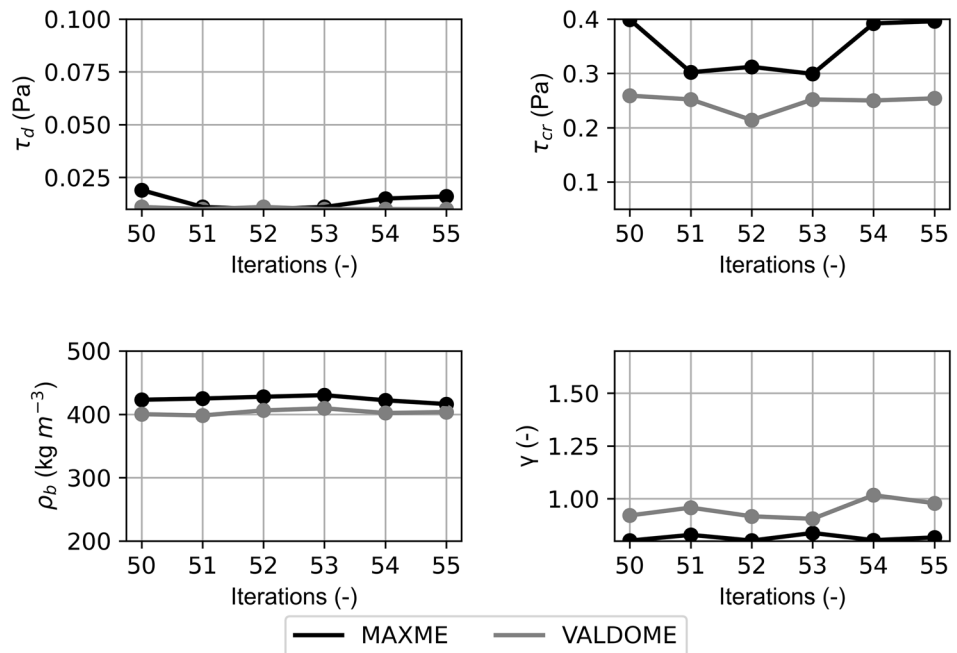 0.100
0.075
0.050
0.025
τ_d (Pa)
50 51 52 53 54 55
Iterations (-)
0.4
0.3
0.2
0.1
τ_cr (Pa)
50 51 52 53 54 55
Iterations (-)
500
400
300
200
ρ_b (kg m⁻³)
50 51 52 53 54 55
Iterations (-)
1.50
1.25
1.00
γ (-)
50 51 52 53 54 55
Iterations (-)
MAXME VALDOME